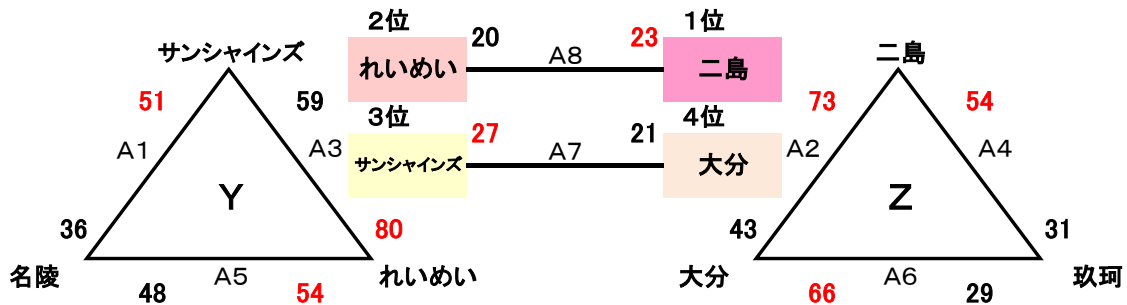 2位 1位
サンシャインズ 20 23 二島
れいめい A8 二島
51 59 73 54
3位 27 21 4位
A1 A3 サンシャインズ A7 大分 A2 A4
Y Z
36 80 43 31
名陵 A5 れいめい 大分 A6 玖珂
48 54 66 29